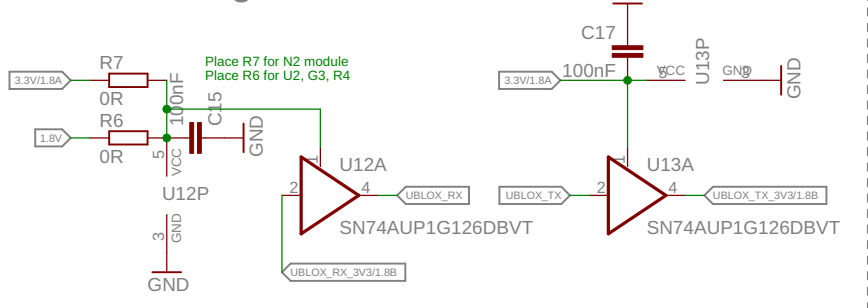 C17
R7
Place R7 for N2 module
Place R6 for U2, G3, R4
3.3V/1.8A
0R
100nF
C15
GND
R6
1.8V
0R
5
VCC
U12P
3
GND
GND
1
U12A
2
4
UBLOX_RX
SN74AUP1G126DBVT
UBLOX_RX_3V3/1.8B
100nF
3.3V/1.8A
5
VCC
U13P
GND
3
GND
1
U13A
UBLOX_TX
2
4
UBLOX_TX_3V3/1.8B
SN74AUP1G126DBVT